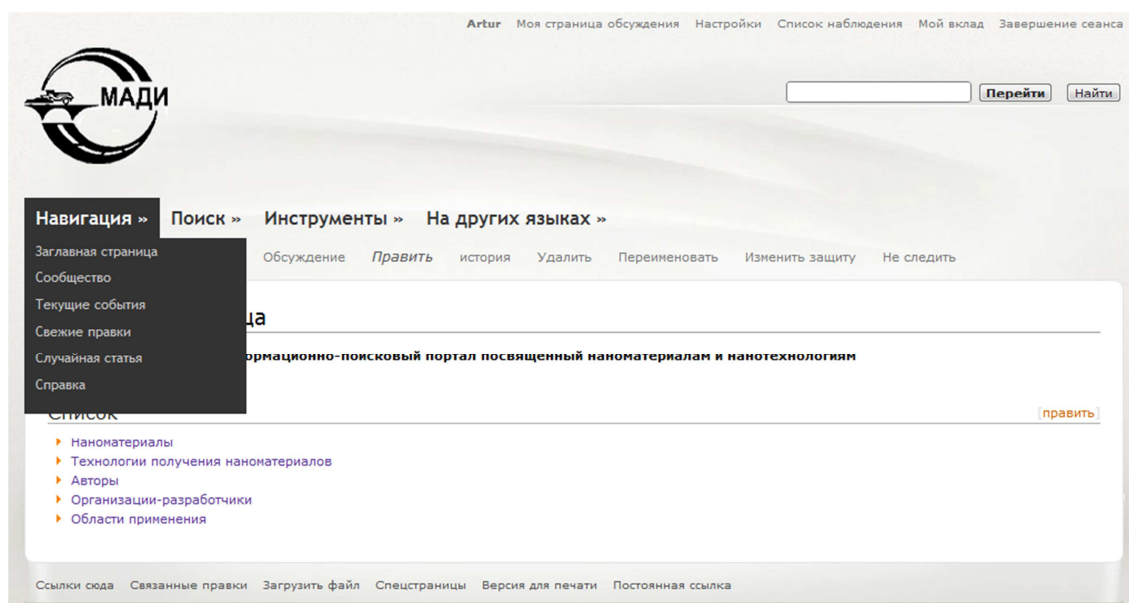 Artur Моя страница обсуждения Настройки Список наблюдения Мой вклад Завершение сеанса
МАДИ
Перейти Найти
Навигация » Поиск » Инструменты » На других языках »
Заглавная страница
Обсуждение Править история Удалить Переименовать Изменить защиту Не следить
Сообщество
Текущие события
Свежие правки
Случайная статья
Справка
ца
ормационно-поисковый портал посвященный наноматериалам и нанотехнологиям
Список [править]
Наноматериалы
Технологии получения наноматериалов
Авторы
Организации-разработчики
Области применения
Ссылки сюда Связанные правки Загрузить файл Спецстраницы Версия для печати Постоянная ссылка